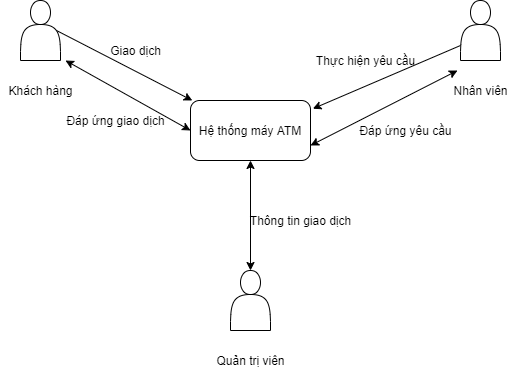 Giao dịch
Thực hiện yêu cầu
Khách hàng
Nhân viên
Đáp ứng giao dịch
Hệ thống máy ATM
Đáp ứng yêu cầu
Thông tin giao dịch
Quản trị viên